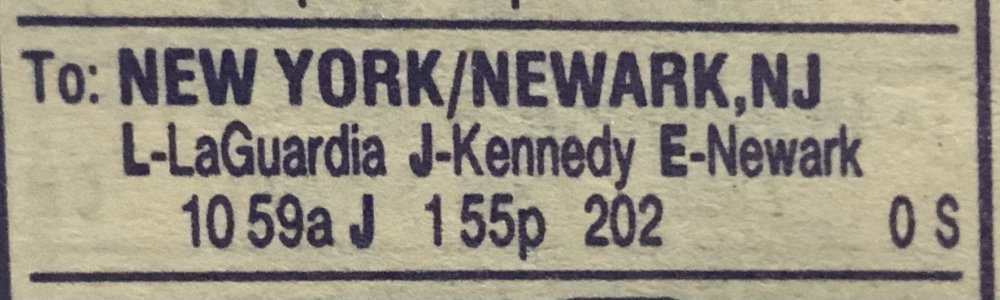 To: NEW YORK/NEWARK,NJ
L-LaGuardia J-Kennedy E-Newark
10 59a J 1 55p 202 0 S